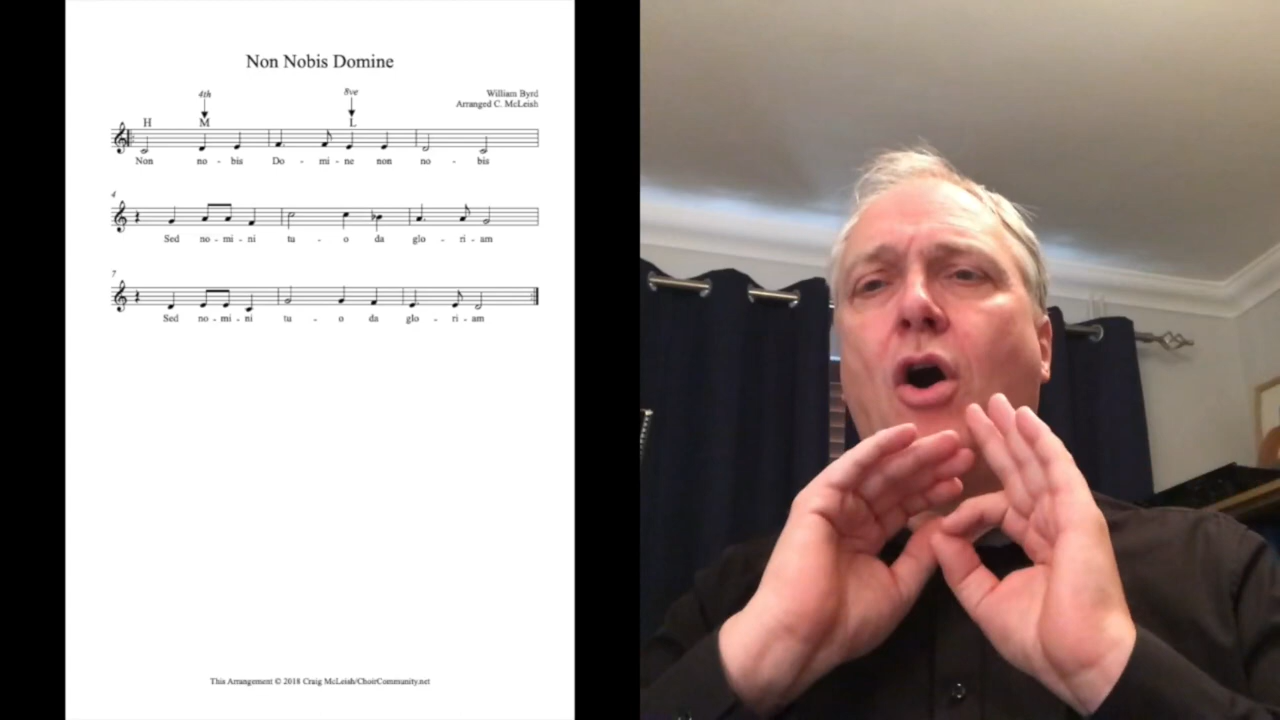 Non Nobis Domine
William Byrd
Arranged C. McLeish
4th 8ve
H M L
Non no - bis Do - mi - ne non no - bis
4
Sed no - mi - ni tu - o da glo - ri - am
7
Sed no - mi - ni tu - o da glo - ri - am
This Arrangement © 2018 Craig McLeish/ChoirCommunity.net